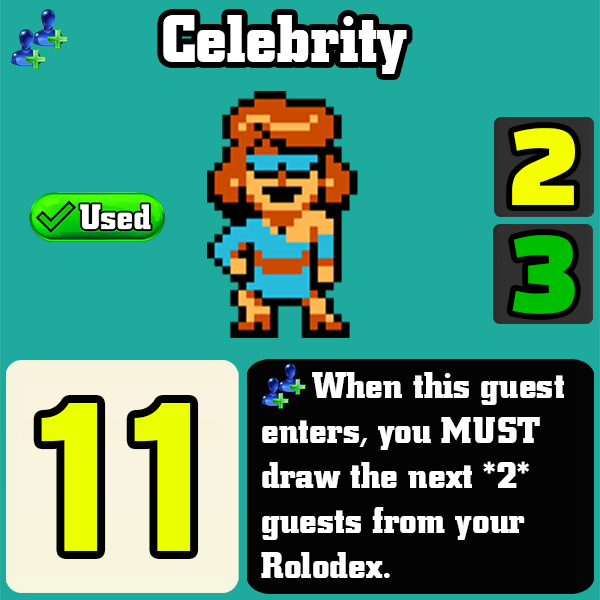 Celebrity
2
Used
3
11
When this guest
enters, you MUST
draw the next *2*
guests from your
Rolodex.